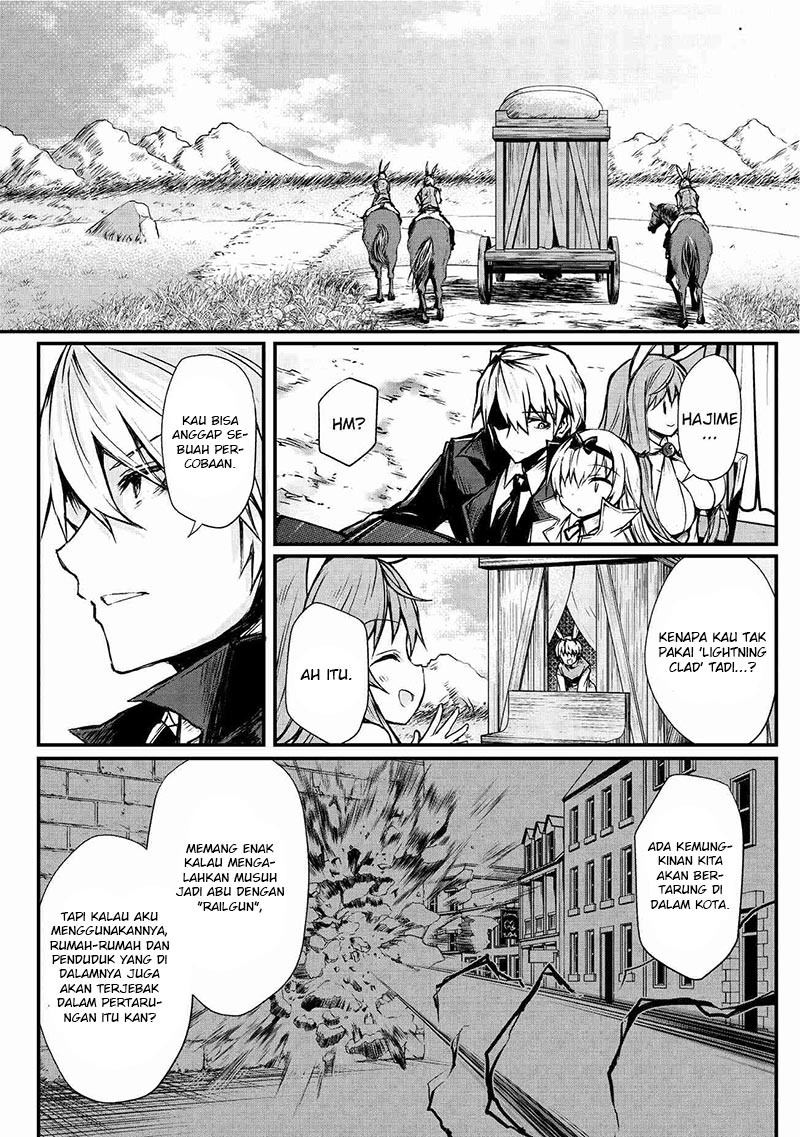 HAJIME
...
HM?
KENAPA KAU TAK
PAKAI 'LIGHTNING
CLAD' TADI...?
AH ITU.
KAU BISA
ANGGAP SE-
BUAH PER-
COBAAN.
ADA KEMUNG-
KINAN KITA
AKAN BER-
TARUNG DI
DALAM KOTA.
MEMANG ENAK
KALAU MENGA-
LAHKAN MUSUH
JADI ABU DENGAN
"RAILGUN",
TAPI KALAU AKU
MENGGUNAKANNYA,
RUMAH-RUMAH DAN
PENDUDUK YANG DI
DALAMNYA JUGA
AKAN TERJEBAK
DALAM PERTARU-
NGAN ITU KAN?